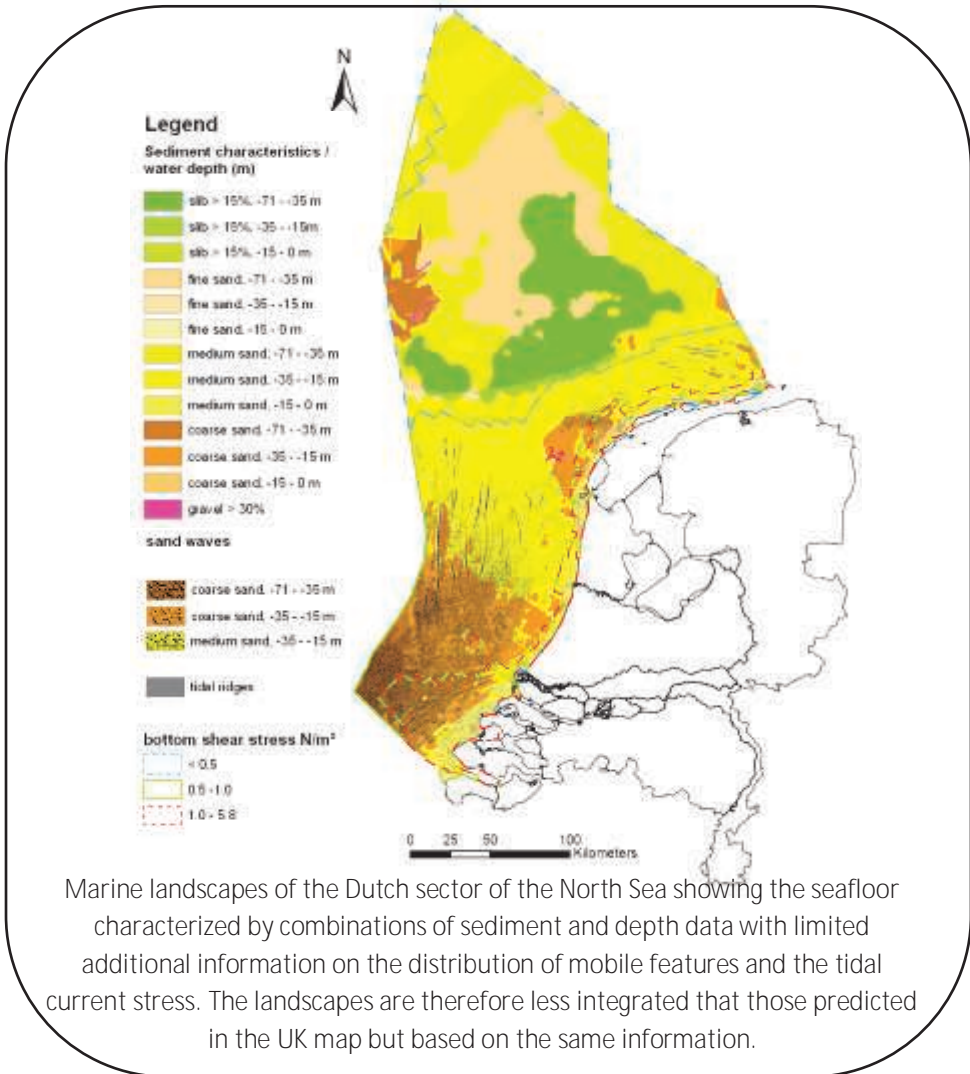 N
Legend
Sediment characteristics /
water depth (m)
slib > 15%, -71 - -35 m
slib > 15%, -35 - -15m
slib > 15%, -15 - 0 m
fine sand, -71 - -35 m
fine sand, -35 - -15 m
fine sand, -15 - 0 m
medium sand, -71 - -35 m
medium sand, -35 - -15 m
medium sand, -15 - 0 m
coarse sand, -71 - -35 m
coarse sand, -35 - -15 m
coarse sand, -15 - 0 m
gravel > 30%
sand waves
coarse sand, -71 - -35 m
coarse sand, -35 - -15 m
medium sand, -35 - -15 m
tidal ridges
bottom shear stress N/m²
< 0.5
0.5 - 1.0
1.0 - 5.8
0 25 50 100
Kilometers
Marine landscapes of the Dutch sector of the North Sea showing the seafloor
characterized by combinations of sediment and depth data with limited
additional information on the distribution of mobile features and the tidal
current stress. The landscapes are therefore less integrated that those predicted
in the UK map but based on the same information.